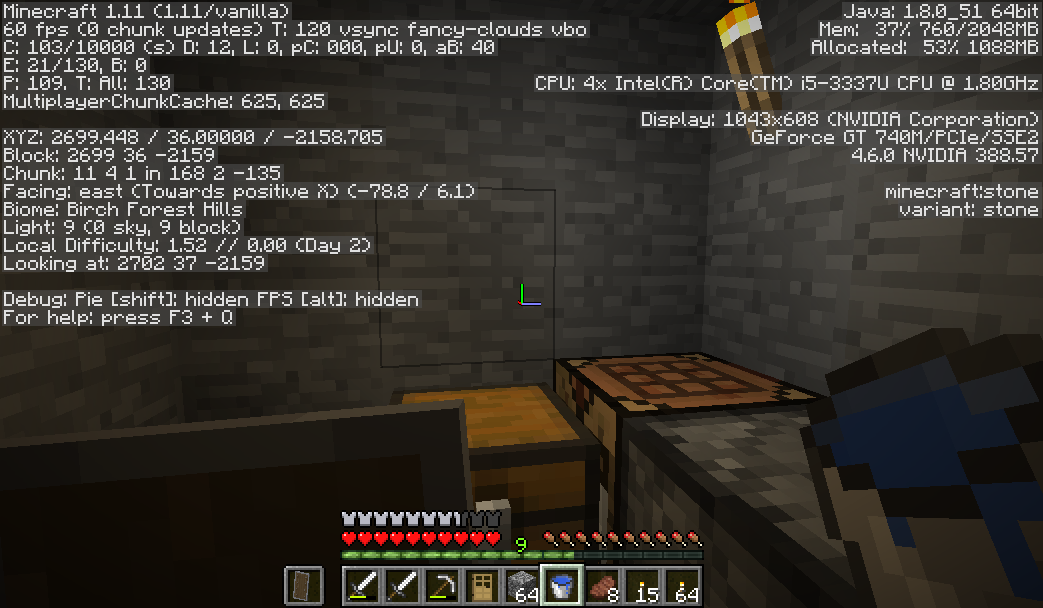 Minecraft 1.11 (1.11/vanilla)
60 fps (0 chunk updates) T: 120 vsync fancy-clouds vbo
C: 103/10000 (s) D: 12, L: 0, pC: 000, pU: 0, aB: 40
E: 21/130, B: 0
P: 109. T: All: 130
MultiplayerChunkCache: 625, 625
XYZ: 2699.448 / 36.00000 / -2158.705
Block: 2699 36 -2159
Chunk: 11 4 1 in 168 2 -135
Facing: east (Towards positive X) (-78.8 / 6.1)
Biome: Birch Forest Hills
Light: 9 (0 sky, 9 block)
Local Difficulty: 1.52 // 0.00 (Day 2)
Looking at: 2702 37 -2159
Debug: Pie [shift]: hidden FPS [alt]: hidden
For help: press F3 + Q
Java: 1.8.0_51 64bit
Mem: 37% 760/2048MB
Allocated: 53% 1088MB
CPU: 4x Intel(R) Core(TM) i5-3337U CPU @ 1.80GHz
Display: 1043x608 (NVIDIA Corporation)
GeForce GT 740M/PCIe/SSE2
4.6.0 NVIDIA 388.57
minecraft:stone
variant: stone
9
64 8 15 64